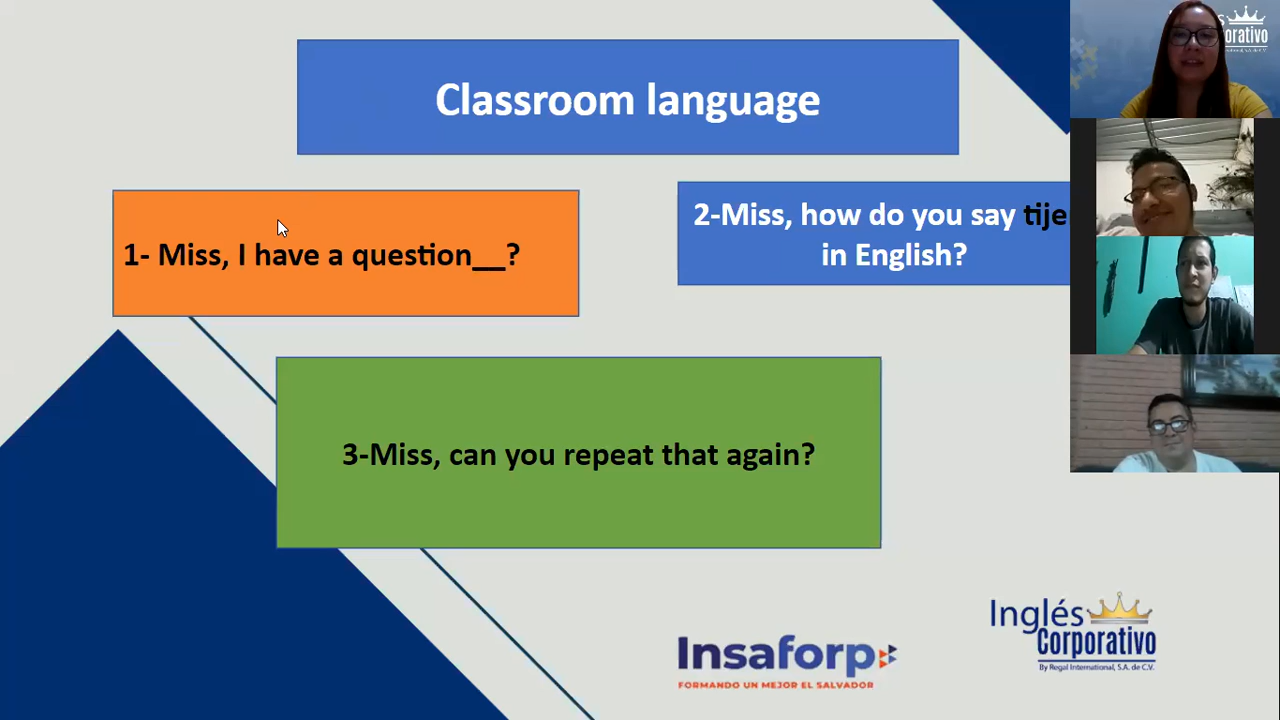 Classroom language
1- Miss, I have a question__?
2-Miss, how do you say
in English?
3-Miss, can you repeat that again?
Insaforp
FORMANDO UN MEJOR EL SALVADOR
Inglés
Corporativo
By Regal International, S.A. de C.V.